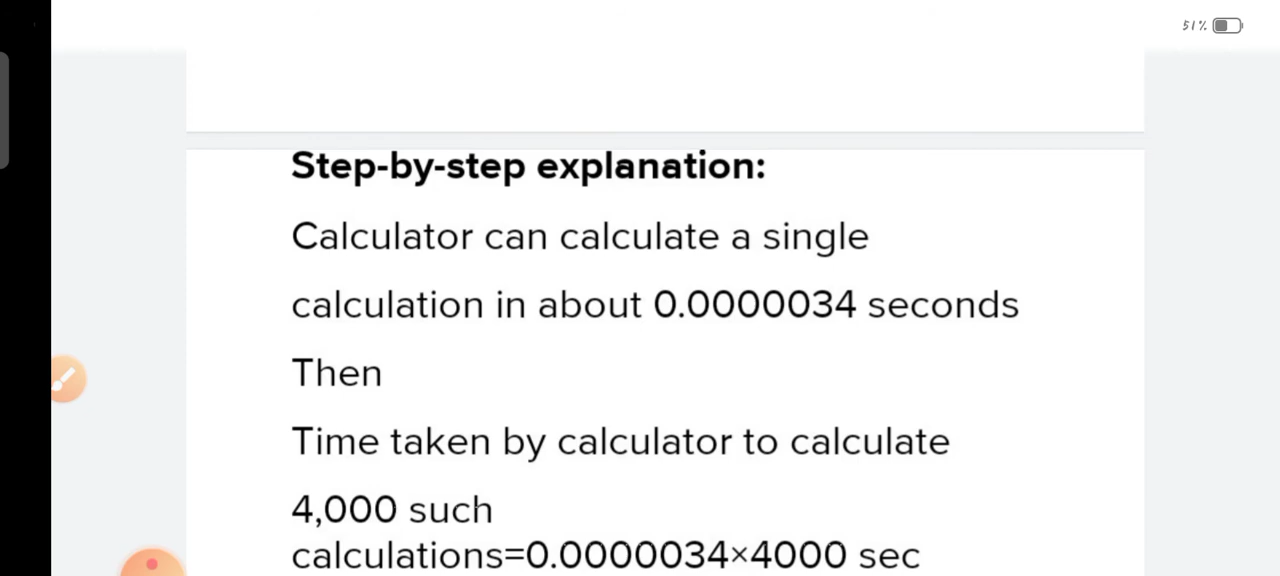 51%
Step-by-step explanation:
Calculator can calculate a single
calculation in about 0.0000034 seconds
Then
Time taken by calculator to calculate
4,000 such
calculations=0.0000034×4000 sec